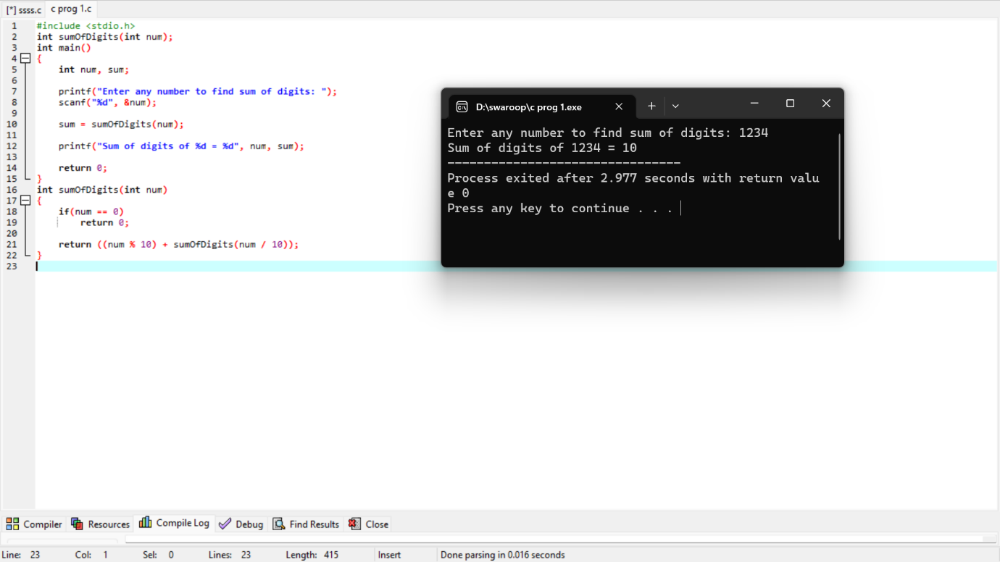 [*] ssss.c c prog 1.c
1 #include <stdio.h>
2 int sumOfDigits(int num);
3 int main()
4 {
5 int num, sum;
6
7 printf("Enter any number to find sum of digits: ");
8 scanf("%d", &num);
9
10 sum = sumOfDigits(num);
11
12 printf("Sum of digits of %d = %d", num, sum);
13
14 return 0;
15 }
16 int sumOfDigits(int num)
17 {
18 if(num == 0)
19 return 0;
20
21 return ((num % 10) + sumOfDigits(num / 10));
22 }
23
D:\swaroop\c prog 1.exe
Enter any number to find sum of digits: 1234
Sum of digits of 1234 = 10
--------------------------------
Process exited after 2.977 seconds with return valu
e 0
Press any key to continue . . .
Compiler Resources Compile Log Debug Find Results Close
Line: 23 Col: 1 Sel: 0 Lines: 23 Length: 415 Insert Done parsing in 0.016 seconds